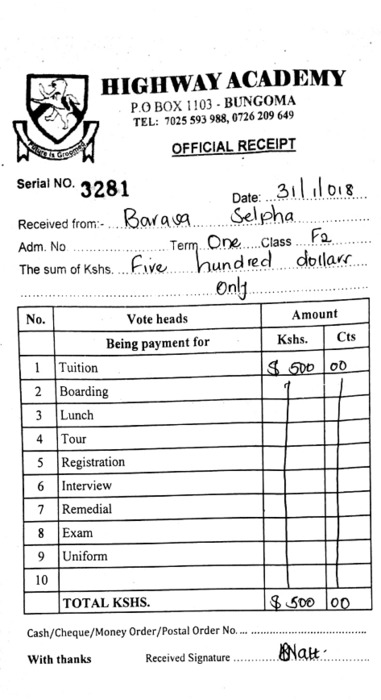 HIGHWAY ACADEMY
P.O BOX 1103 - BUNGOMA
TEL: 7025 593 988, 0726 209 649
Future is Groomed
OFFICIAL RECEIPT
Serial NO. 3281
Date: 31/1/018
Received from:- Barasa Selpha
Adm. No Term One Class F2
The sum of Kshs. Five hundred dollars
Only
No. Vote heads Amount
Being payment for Kshs. Cts
1 Tuition $ 500 00
2 Boarding
3 Lunch
4 Tour
5 Registration
6 Interview
7 Remedial
8 Exam
9 Uniform
10
TOTAL KSHS. $ 500 00
Cash/Cheque/Money Order/Postal Order No.
With thanks Received Signature